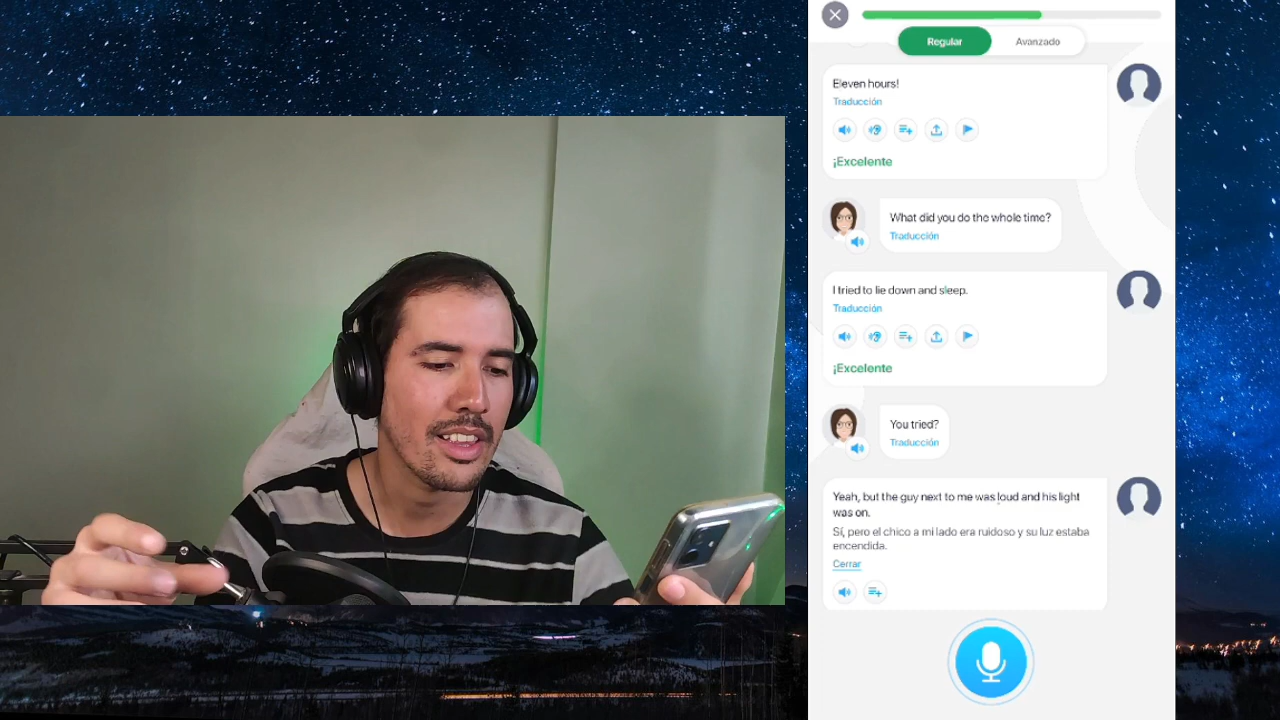 Regular Avanzado
Eleven hours!
Traducción
¡Excelente
What did you do the whole time?
Traducción
I tried to lie down and sleep.
Traducción
¡Excelente
You tried?
Traducción
Yeah, but the guy next to me was loud and his light
was on.
Sí, pero el chico a mi lado era ruidoso y su luz estaba
encendida.
Cerrar